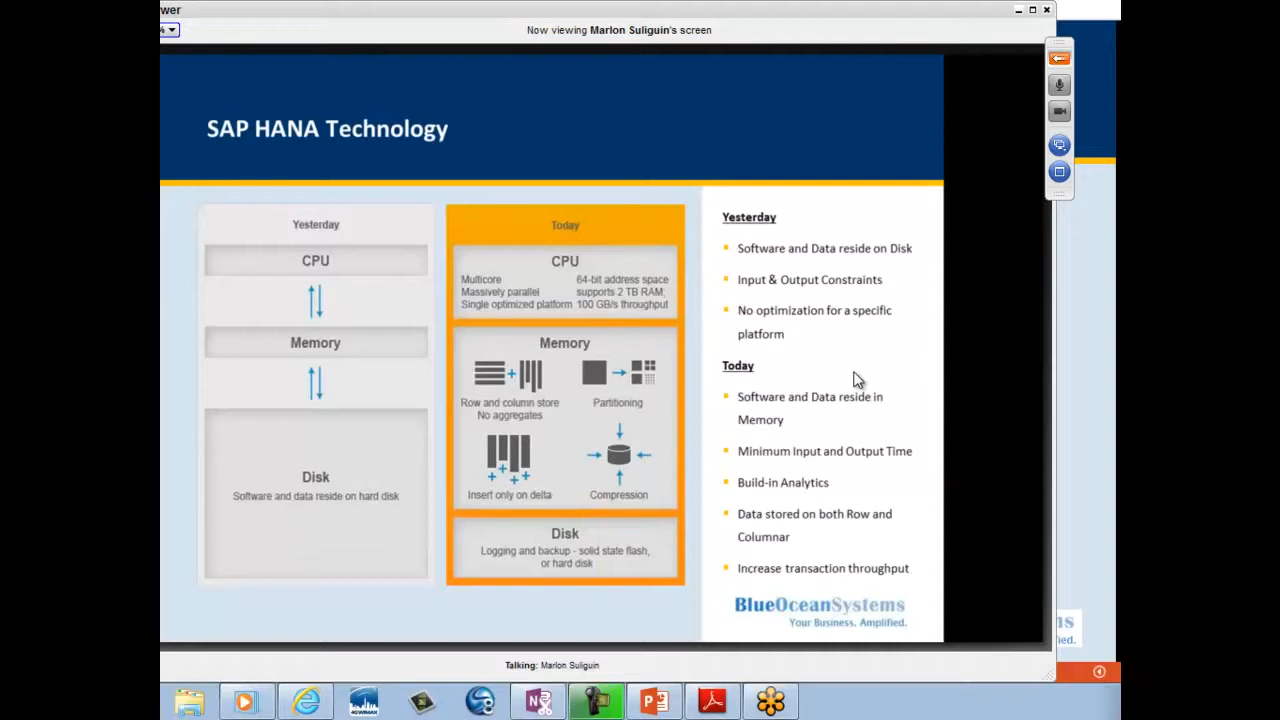 wer
%
Now viewing Marlon Suliguin's screen
SAP HANA Technology
Yesterday
CPU
Memory
Disk
Software and data reside on hard disk
Today
CPU
Multicore 64-bit address space
Massively parallel supports 2 TB RAM;
Single optimized platform 100 GB/s throughput
Memory
Row and column store
No aggregates
Partitioning
Insert only on delta
Compression
Disk
Logging and backup - solid state flash,
or hard disk
Yesterday
Software and Data reside on Disk
Input & Output Constraints
No optimization for a specific
platform
Today
Software and Data reside in
Memory
Minimum Input and Output Time
Build-in Analytics
Data stored on both Row and
Columnar
Increase transaction throughput
BlueOceanSystems
Your Business. Amplified.
ns
ied.
Talking: Marlon Suliguin
4GWIMAX